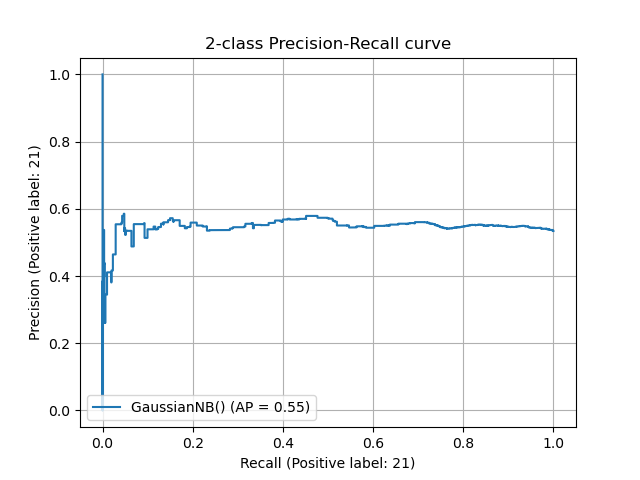 2-class Precision-Recall curve
1.0
0.8
0.6
0.4
0.2
0.0
Precision (Positive label: 21)
GaussianNB() (AP = 0.55)
0.0 0.2 0.4 0.6 0.8 1.0
Recall (Positive label: 21)